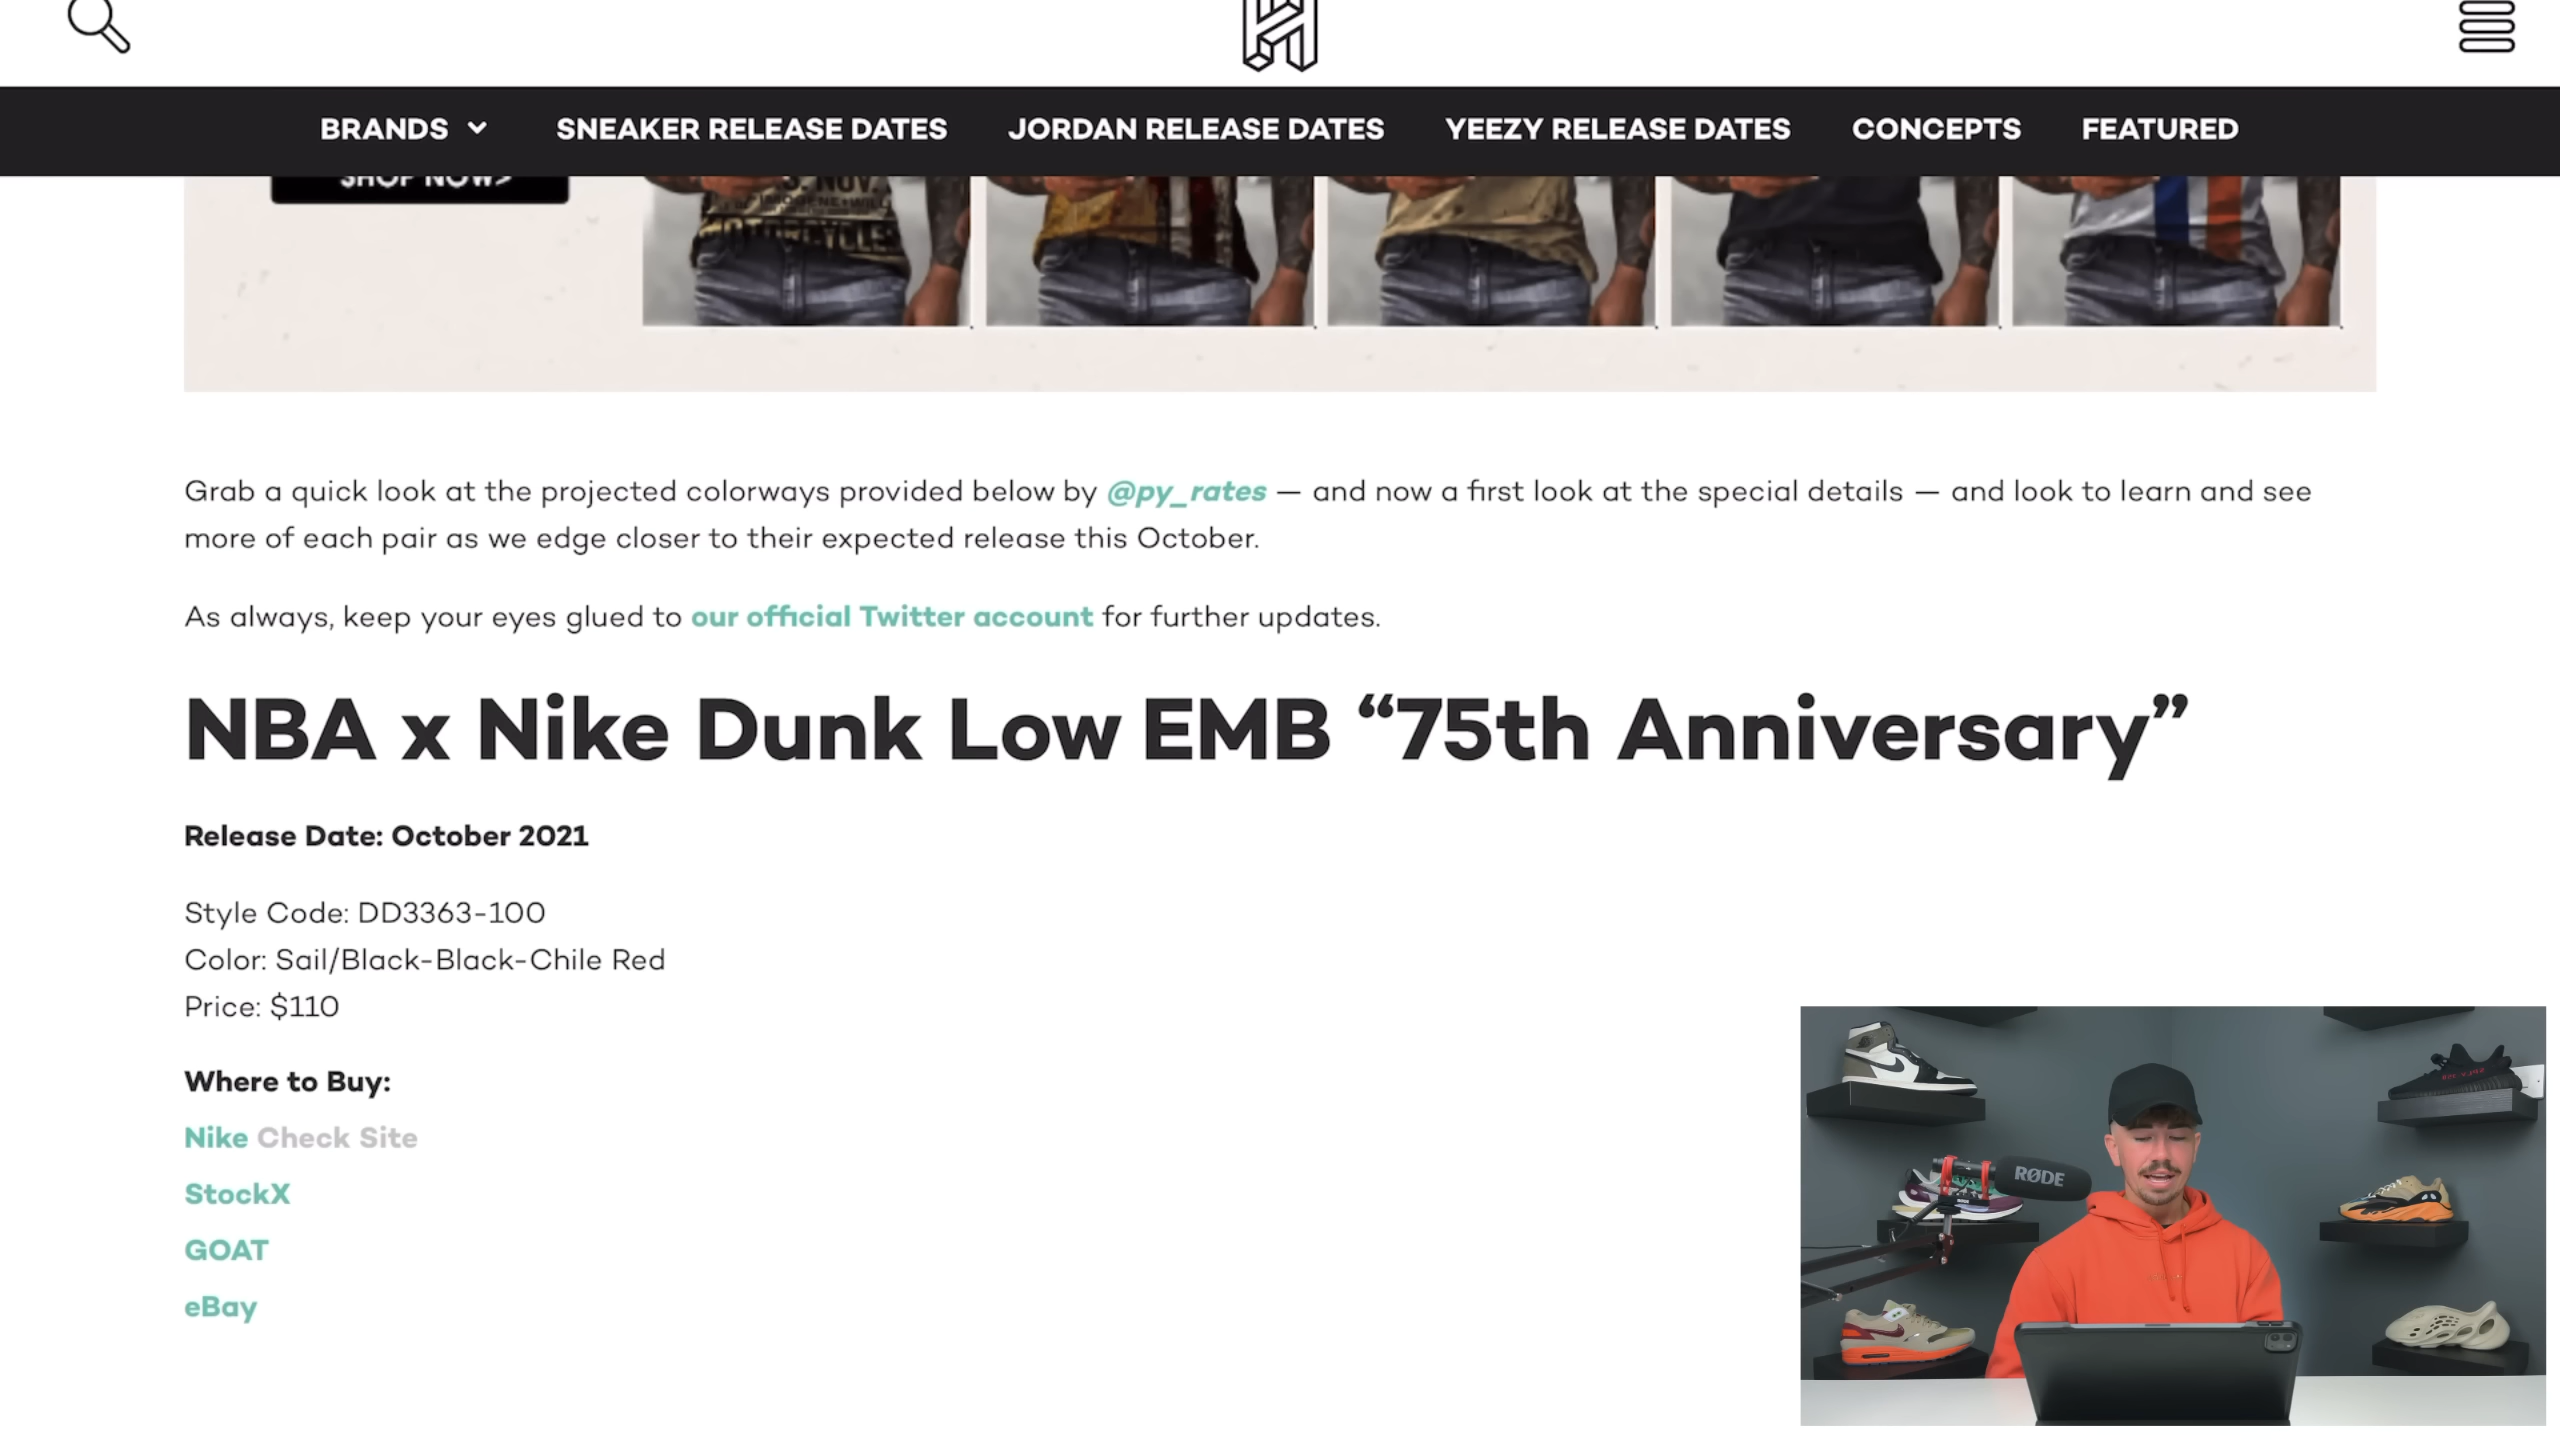 BRANDS SNEAKER RELEASE DATES JORDAN RELEASE DATES YEEZY RELEASE DATES CONCEPTS FEATURED
SHOP NOW>
5. NOV.
MOTORCYCLES
Grab a quick look at the projected colorways provided below by @py_rates — and now a first look at the special details — and look to learn and see
more of each pair as we edge closer to their expected release this October.
As always, keep your eyes glued to our official Twitter account for further updates.
NBA x Nike Dunk Low EMB “75th Anniversary”
Release Date: October 2021
Style Code: DD3363-100
Color: Sail/Black-Black-Chile Red
Price: $110
Where to Buy:
Nike Check Site
StockX
GOAT
eBay
RØDE